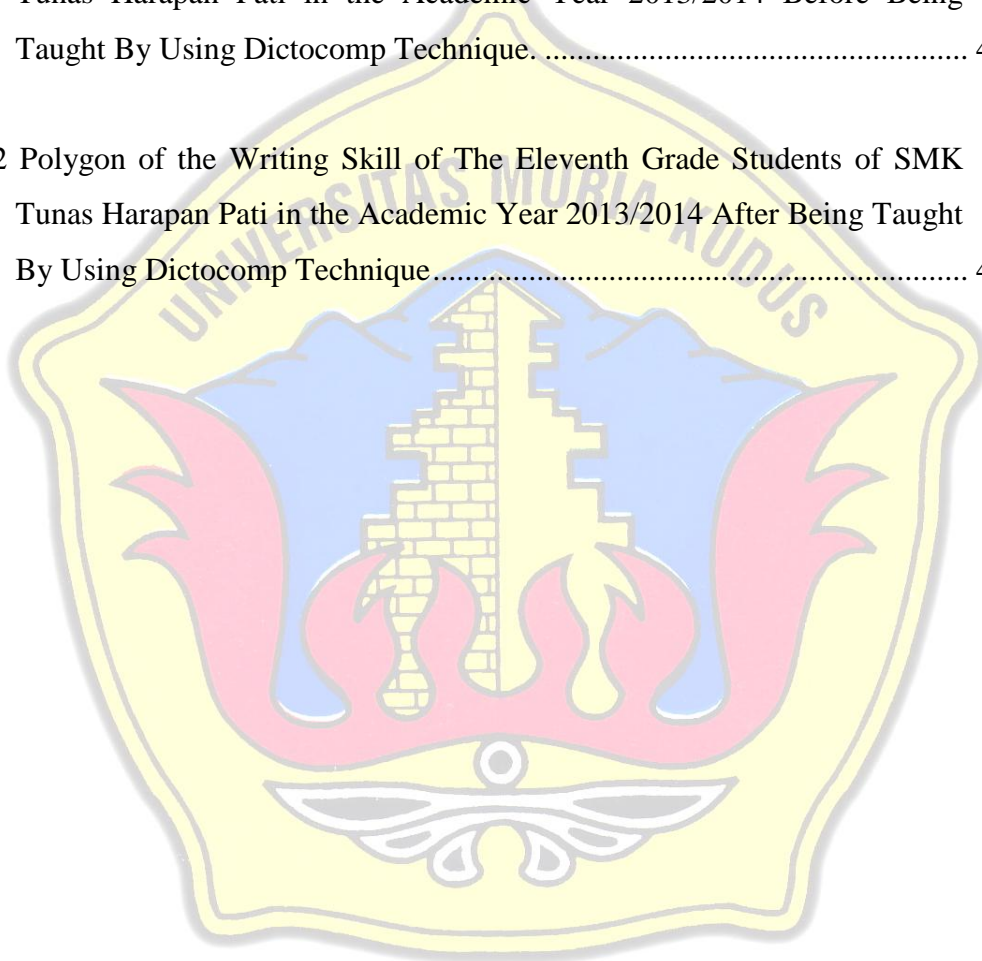 Tunas Harapan Pati in the Academic Year 2013/2014 Before Being
Taught By Using Dictocomp Technique. .................................................. 4
2 Polygon of the Writing Skill of The Eleventh Grade Students of SMK
Tunas Harapan Pati in the Academic Year 2013/2014 After Being Taught
By Using Dictocomp Technique................................................................ 4
UNIVERSITAS MURIA KUDUS